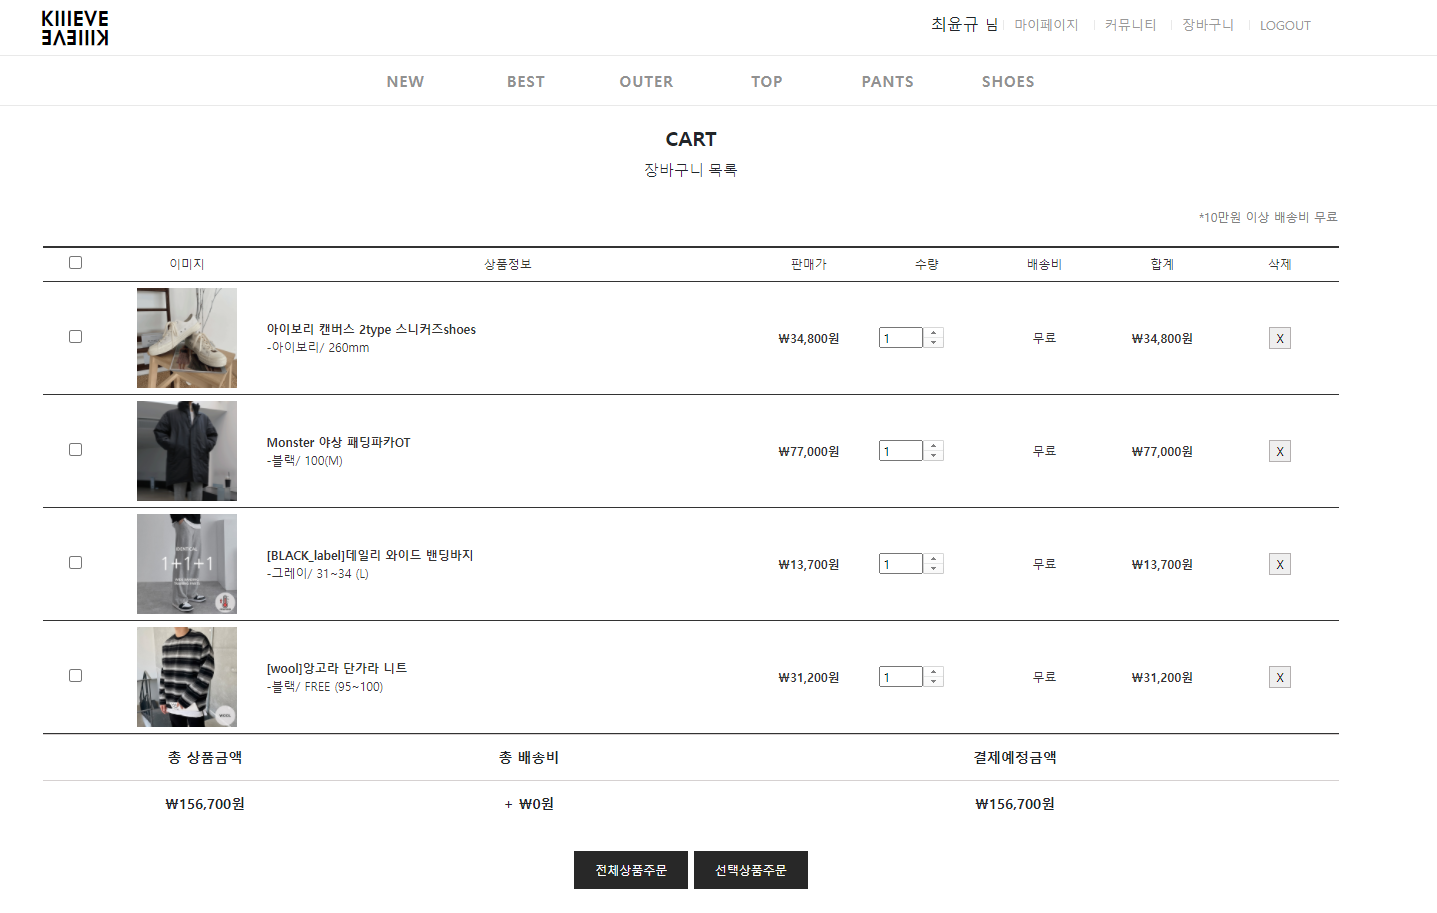 KIIIEVE
KIIIEVE
최윤규 님 마이페이지 커뮤니티 장바구니 LOGOUT
NEW BEST OUTER TOP PANTS SHOES
CART
장바구니 목록
*10만원 이상 배송비 무료
이미지 상품정보 판매가 수량 배송비 합계 삭제
아이보리 캔버스 2type 스니커즈shoes
-아이보리/ 260mm
₩34,800원 1 무료 ₩34,800원 X
Monster 야상 패딩파카OT
-블랙/ 100(M)
₩77,000원 1 무료 ₩77,000원 X
1+1+1
[BLACK_label]데일리 와이드 밴딩바지
-그레이/ 31~34 (L)
₩13,700원 1 무료 ₩13,700원 X
WOOL
[wool]앙고라 단가라 니트
-블랙/ FREE (95~100)
₩31,200원 1 무료 ₩31,200원 X
총 상품금액 총 배송비 결제예정금액
₩156,700원 + ₩0원 ₩156,700원
전체상품주문 선택상품주문